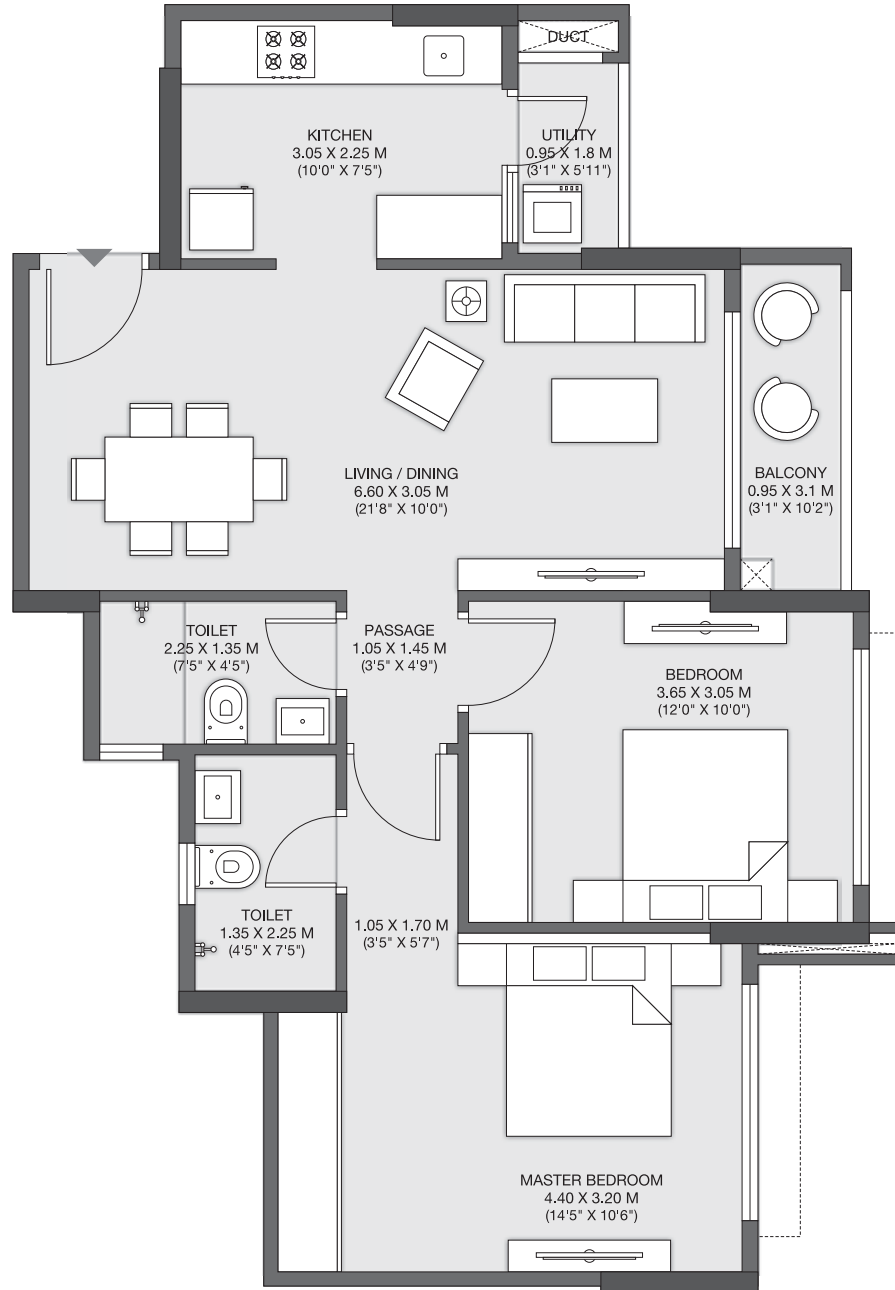 DUCT
KITCHEN
3.05 X 2.25 M
(10'0" X 7'5")
UTILITY
0.95 X 1.8 M
(3'1" X 5'11")
LIVING / DINING
6.60 X 3.05 M
(21'8" X 10'0")
BALCONY
0.95 X 3.1 M
(3'1" X 10'2")
TOILET
2.25 X 1.35 M
(7'5" X 4'5")
PASSAGE
1.05 X 1.45 M
(3'5" X 4'9")
BEDROOM
3.65 X 3.05 M
(12'0" X 10'0")
TOILET
1.35 X 2.25 M
(4'5" X 7'5")
1.05 X 1.70 M
(3'5" X 5'7")
MASTER BEDROOM
4.40 X 3.20 M
(14'5" X 10'6")